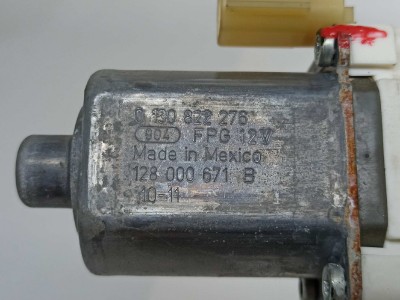 0 130 822 276
904 FPG 12V
Made in Mexico
128 000 671 B
10-11